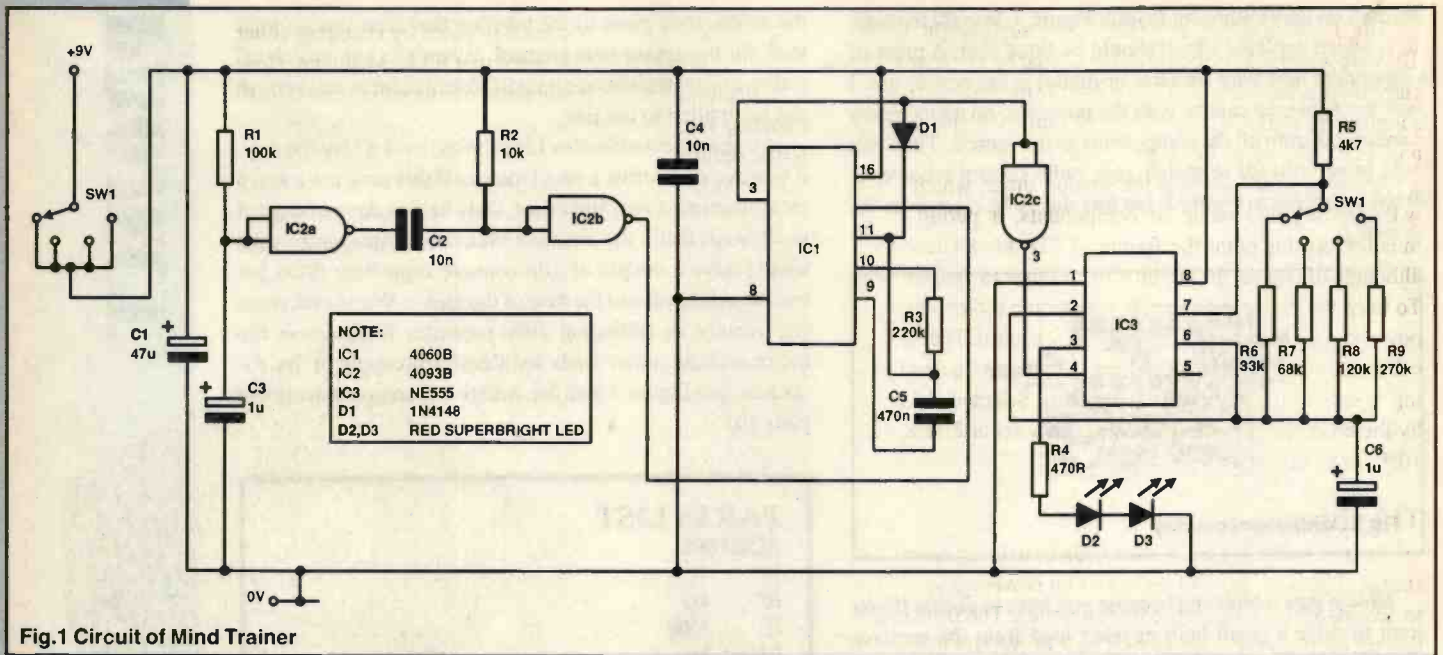 +9V
SW1
R1
100k
R2
10k
C4
10n
D1
16
3
11
10
9
8
IC1
IC2a
C2
10n
IC2b
IC2c
3
R3
220k
C5
470n
1
2
3
4
IC3
8
7
6
5
R5
4k7
SW1
R6
33k
R7
68k
R8
120k
R9
270k
C1
47u
C3
1u
NOTE:
IC1 4060B
IC2 4093B
IC3 NE555
D1 1N4148
D2,D3 RED SUPERBRIGHT LED
R4
470R
D2
D3
C6
1u
0V
Fig.1 Circuit of Mind Trainer